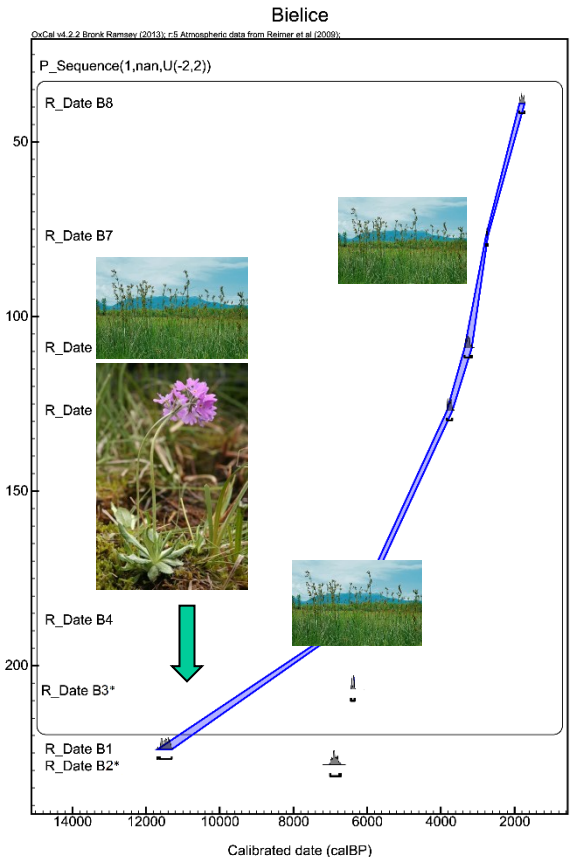 Bielice
OxCal v4.2.2 Bronk Ramsey (2013); r:5 Atmospheric data from Reimer et al (2009);
P_Sequence(1,nan,U(-2,2))
R_Date B8
50
R_Date B7
100
R_Date
R_Date
150
R_Date B4
200
R_Date B3*
R_Date B1
R_Date B2*
14000 12000 10000 8000 6000 4000 2000
Calibrated date (calBP)